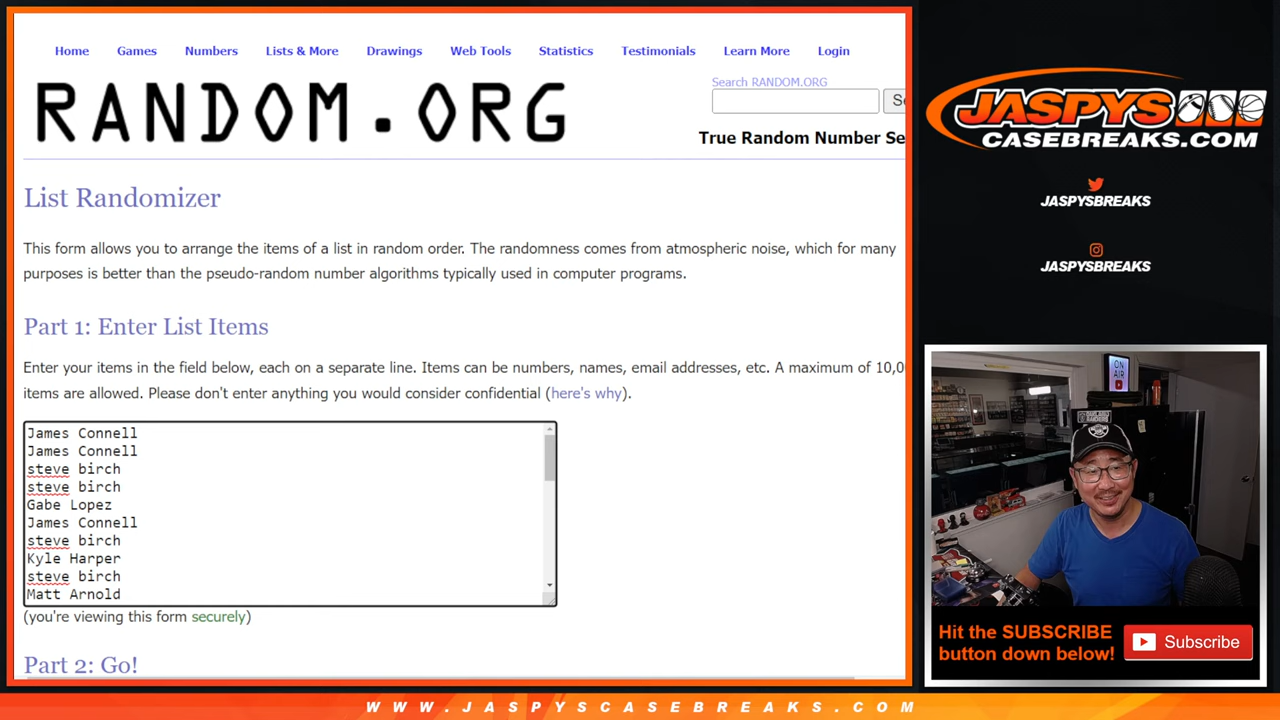 Home Games Numbers Lists & More Drawings Web Tools Statistics Testimonials Learn More Login
RANDOM.ORG
Search RANDOM.ORG
True Random Number Se
List Randomizer
This form allows you to arrange the items of a list in random order. The randomness comes from atmospheric noise, which for many
purposes is better than the pseudo-random number algorithms typically used in computer programs.
Part 1: Enter List Items
Enter your items in the field below, each on a separate line. Items can be numbers, names, email addresses, etc. A maximum of 10,0
items are allowed. Please don't enter anything you would consider confidential (here's why).
James Connell
James Connell
steve birch
steve birch
Gabe Lopez
James Connell
steve birch
Kyle Harper
steve birch
Matt Arnold
(you're viewing this form securely)
Part 2: Go!
JASPYS
CASEBREAKS.COM
JASPYSBREAKS
JASPYSBREAKS
ON
AIR
Hit the SUBSCRIBE
button down below!
Subscribe
WWW.JASPYSCASEBREAKS.COM